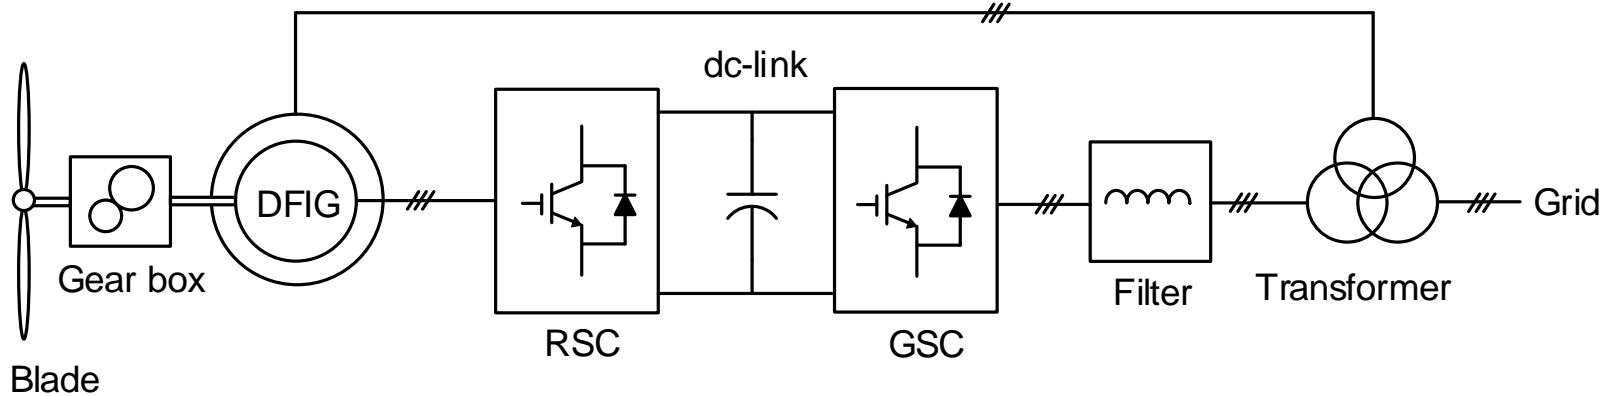 dc-link
DFIG
Grid
Gear box
Filter
Transformer
RSC
GSC
Blade